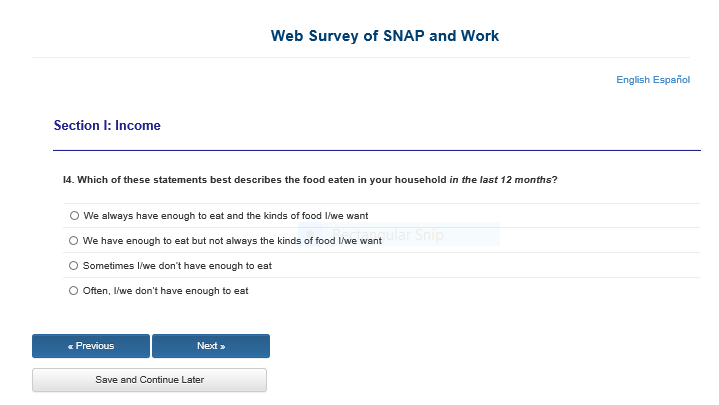 Web Survey of SNAP and Work
English Español
Section I: Income
I4. Which of these statements best describes the food eaten in your household in the last 12 months?
We always have enough to eat and the kinds of food I/we want
We have enough to eat but not always the kinds of food I/we want
Rectangular Snip
Sometimes I/we don't have enough to eat
Often, I/we don't have enough to eat
« Previous
Next »
Save and Continue Later